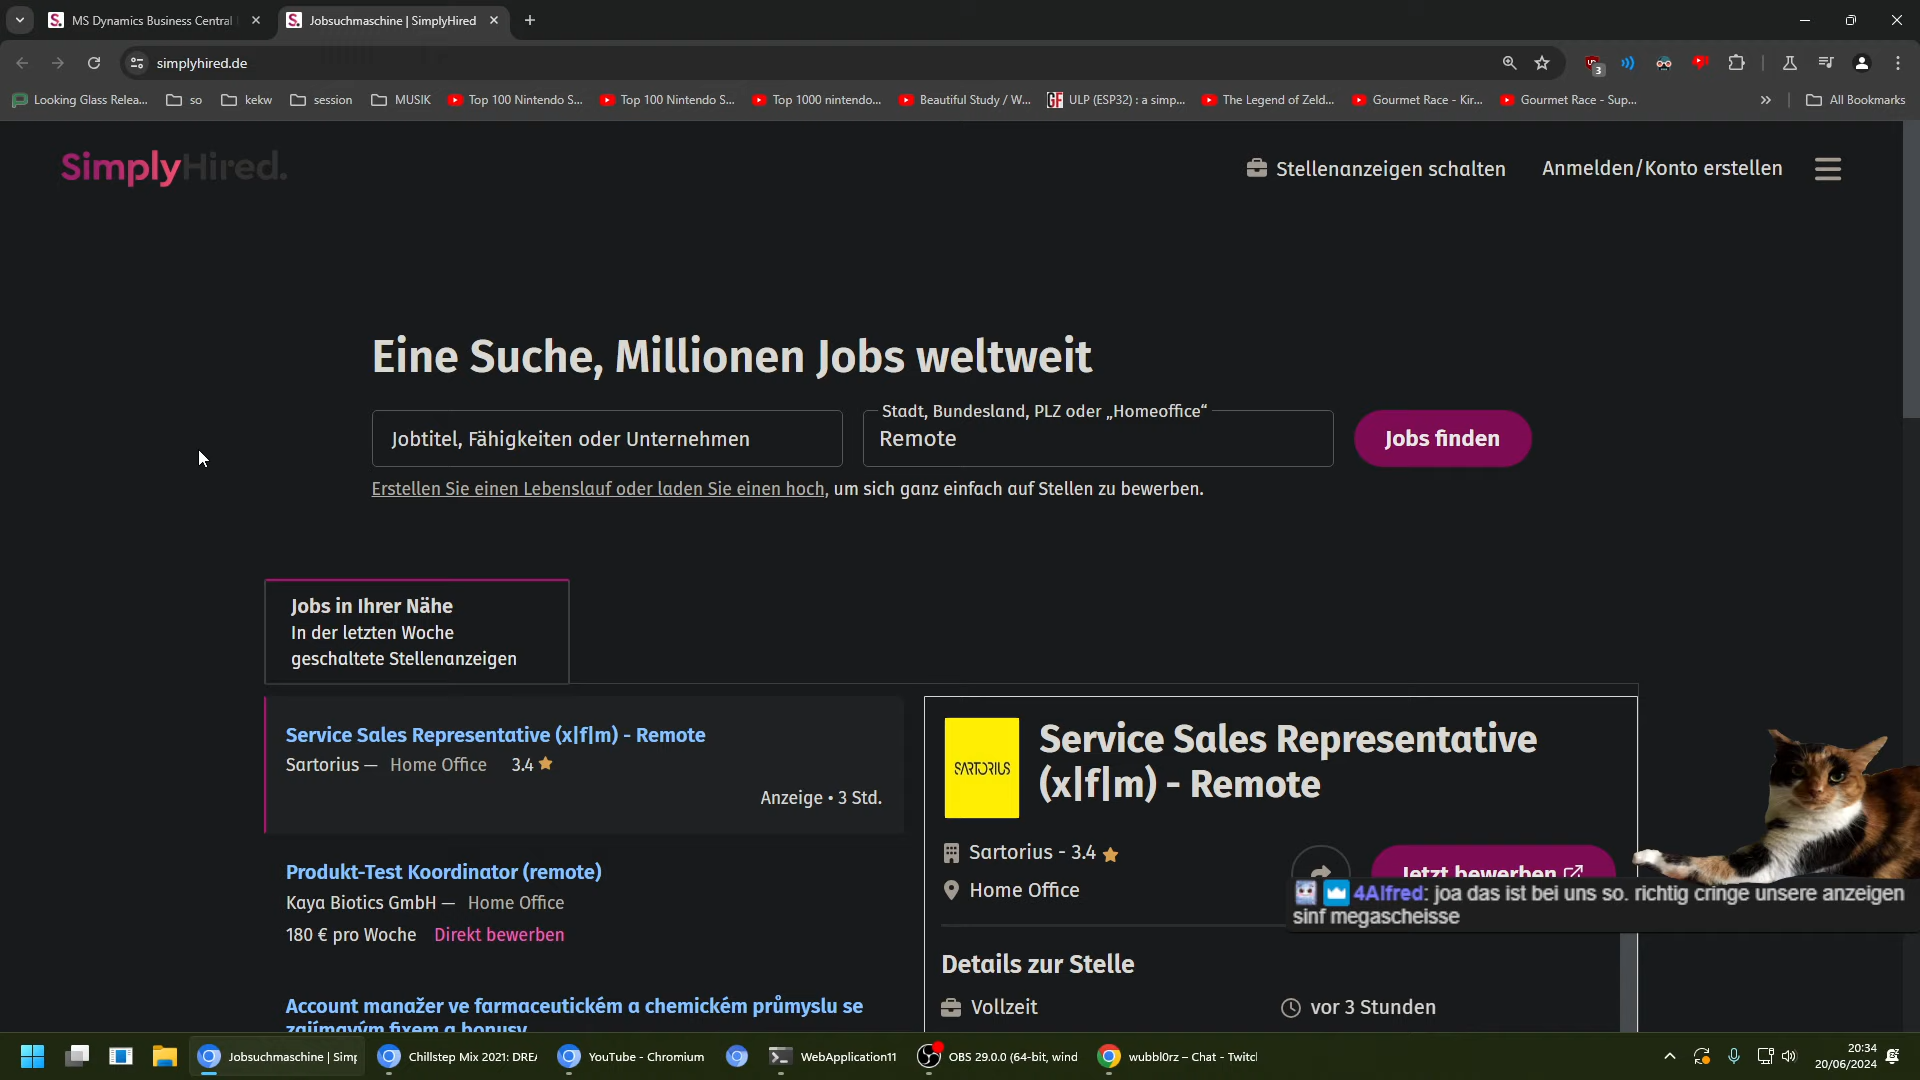 MS Dynamics Business Central
Jobsuchmaschine | SimplyHired
simplyhired.de
3
Looking Glass Relea...
so
kekw
session
MUSIK
Top 100 Nintendo S...
Top 100 Nintendo S...
Top 1000 nintendo...
Beautiful Study / W...
GF ULP (ESP32) : a simp...
The Legend of Zeld...
Gourmet Race - Kir...
Gourmet Race - Sup...
All Bookmarks
SimplyHired.
Stellenanzeigen schalten
Anmelden/Konto erstellen
Eine Suche, Millionen Jobs weltweit
Jobtitel, Fähigkeiten oder Unternehmen
Stadt, Bundesland, PLZ oder „Homeoffice“
Remote
Jobs finden
Erstellen Sie einen Lebenslauf oder laden Sie einen hoch, um sich ganz einfach auf Stellen zu bewerben.
Jobs in Ihrer Nähe
In der letzten Woche
geschaltete Stellenanzeigen
Service Sales Representative (x|f|m) - Remote
Sartorius — Home Office 3.4
Anzeige • 3 Std.
Produkt-Test Koordinator (remote)
Kaya Biotics GmbH — Home Office
180 € pro Woche Direkt bewerben
Account manažer ve farmaceutickém a chemickém průmyslu se
zajímavým fixem a bonusy
SARTORIUS
Service Sales Representative
(x|f|m) - Remote
Sartorius - 3.4
Home Office
Jetzt bewerben
4Alfred: joa das ist bei uns so. richtig cringe unsere anzeigen
sinf megascheisse
Details zur Stelle
Vollzeit
vor 3 Stunden
Jobsuchmaschine | Simp
Chillstep Mix 2021: DREA
YouTube - Chromium
WebApplication11
OBS 29.0.0 (64-bit, wind
wubbl0rz – Chat - Twitch
20:34
20/06/2024